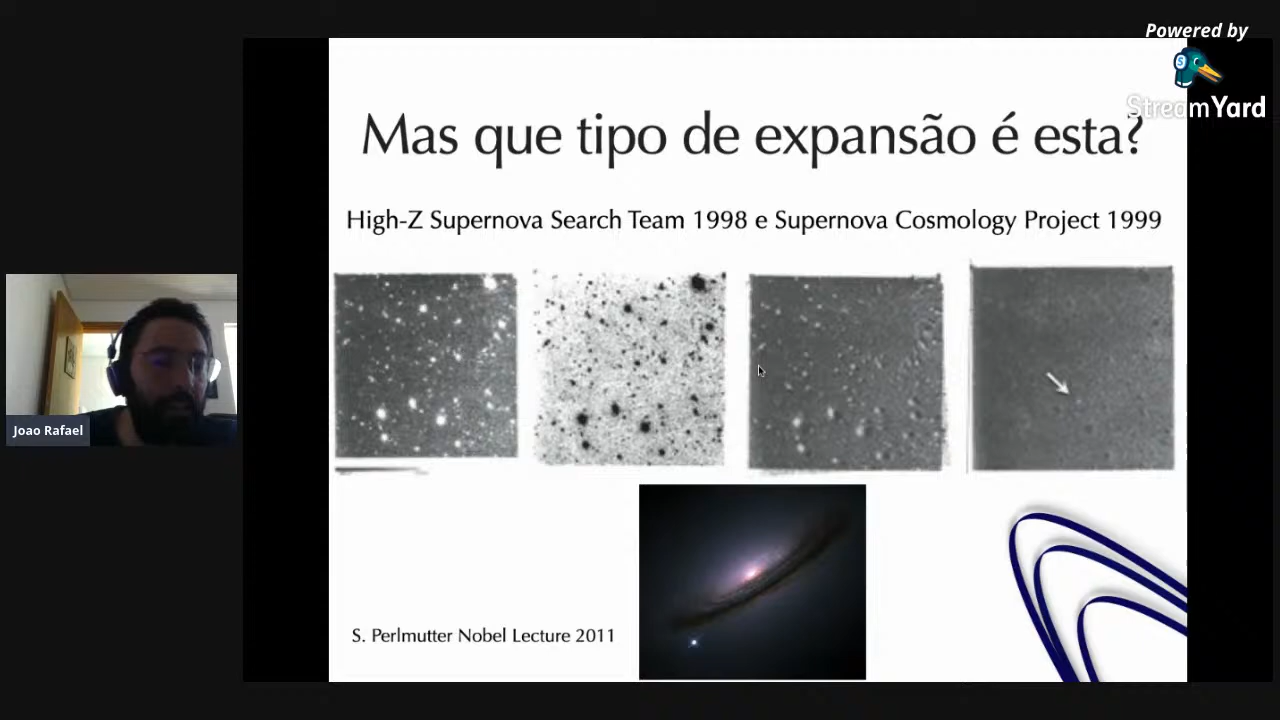 Powered by
StreamYard
Mas que tipo de expansão é esta?
High-Z Supernova Search Team 1998 e Supernova Cosmology Project 1999
Joao Rafael
S. Perlmutter Nobel Lecture 2011